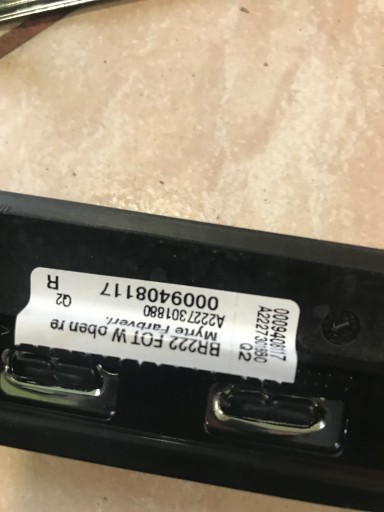 BR222 FOT W oben re
Myrte Farbverl.
A2227301880
0009408117
Q2
R
0009408117
A2227301880
Q2